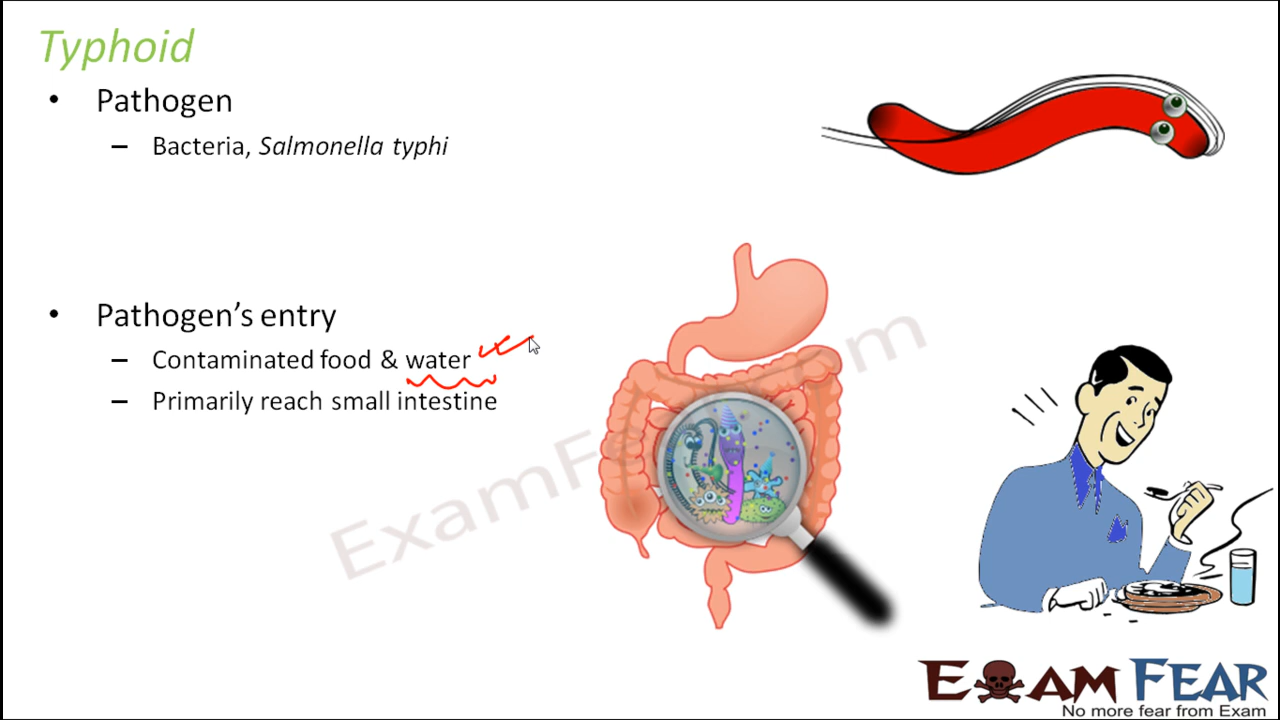 Typhoid
• Pathogen
– Bacteria, Salmonella typhi
• Pathogen’s entry
– Contaminated food & water
– Primarily reach small intestine
ExamFear.com
EXAM FEAR
No more fear from Exam